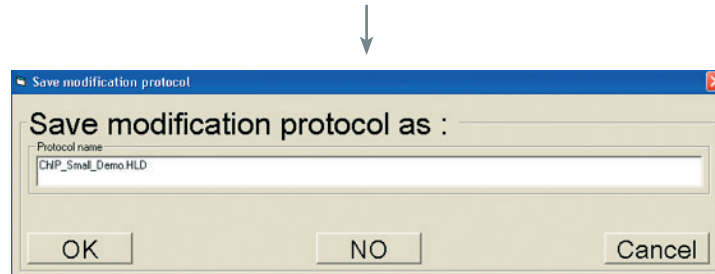 Save modification protocol
Save modification protocol as :
Protocol name
ChIP_Small_Demo.HLD
OK NO Cancel